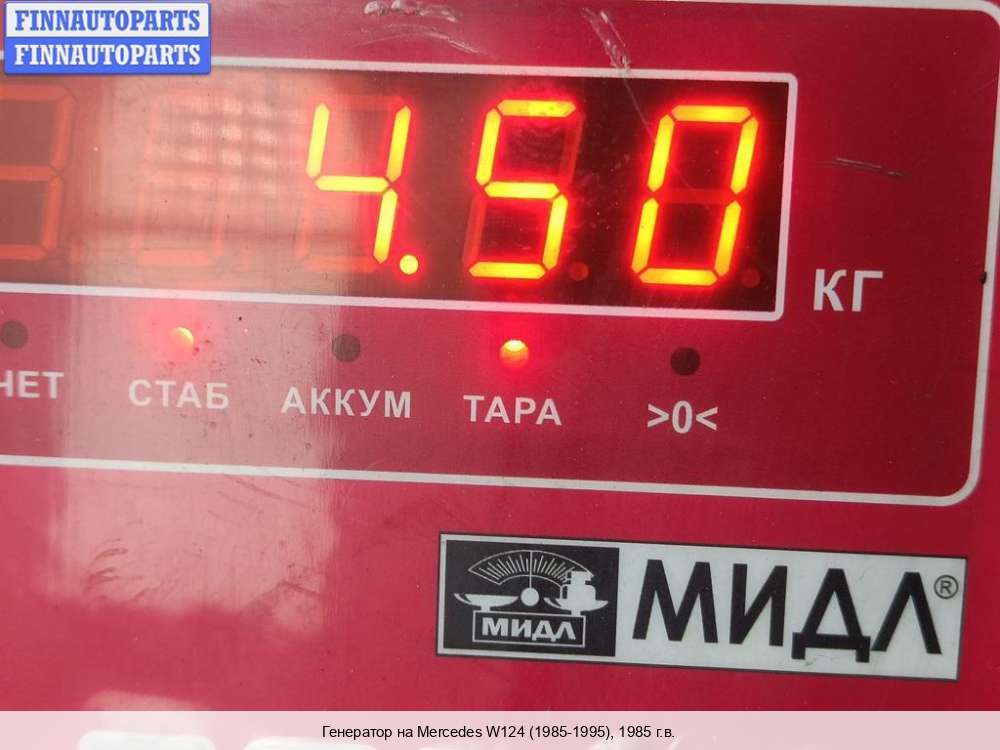 FINNAUTOPARTS
FINNAUTOPARTS
4.50
КГ
СТАБ АККУМ ТАРА >0<
МИДЛ МИДЛ®
Генератор на Mercedes W124 (1985-1995), 1985 г.в.